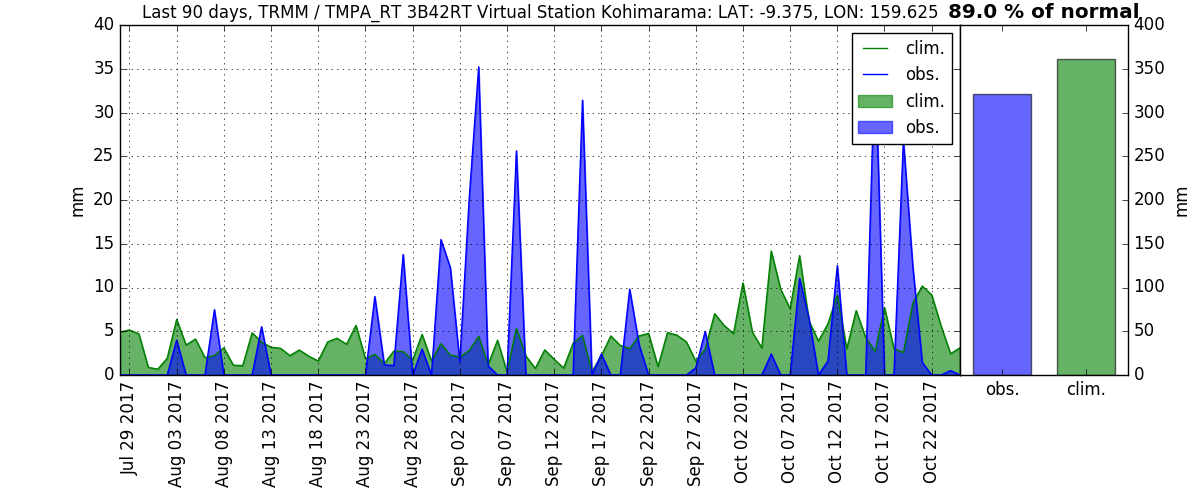 Last 90 days, TRMM / TMPA_RT 3B42RT Virtual Station Kohimarama: LAT: -9.375, LON: 159.625
89.0 % of normal
40
35
30
25
20
15
10
5
0
mm
clim.
obs.
clim.
obs.
400
350
300
250
200
150
100
50
0
mm
Jul 29 2017
Aug 03 2017
Aug 08 2017
Aug 13 2017
Aug 18 2017
Aug 23 2017
Aug 28 2017
Sep 02 2017
Sep 07 2017
Sep 12 2017
Sep 17 2017
Sep 22 2017
Sep 27 2017
Oct 02 2017
Oct 07 2017
Oct 12 2017
Oct 17 2017
Oct 22 2017
obs.
clim.